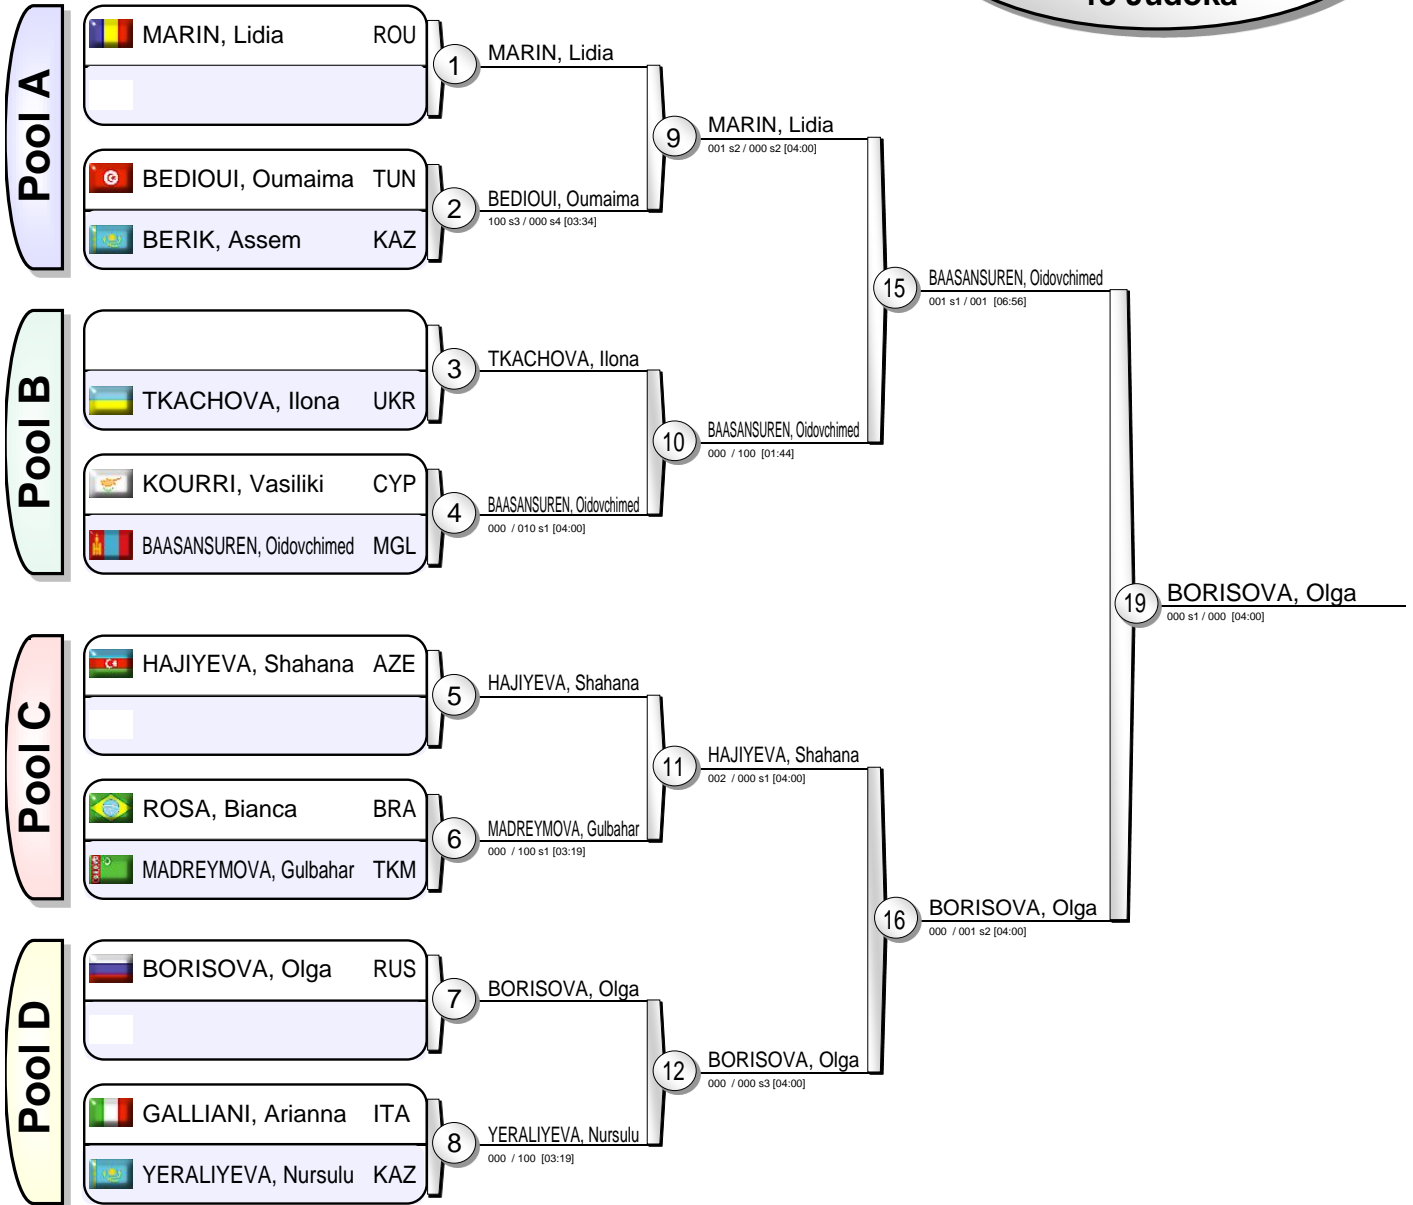 Judoka
Pool A
MARIN, Lidia ROU
1
MARIN, Lidia
BEDIOUI, Oumaima TUN
BERIK, Assem KAZ
2
BEDIOUI, Oumaima
100 s3 / 000 s4 [03:34]
9
MARIN, Lidia
001 s2 / 000 s2 [04:00]
Pool B
3
TKACHOVA, Ilona
TKACHOVA, Ilona UKR
KOURRI, Vasiliki CYP
BAASANSUREN, Oidovchimed MGL
4
BAASANSUREN, Oidovchimed
000 / 010 s1 [04:00]
10
BAASANSUREN, Oidovchimed
000 / 100 [01:44]
15
BAASANSUREN, Oidovchimed
001 s1 / 001 [06:56]
Pool C
HAJIYEVA, Shahana AZE
5
HAJIYEVA, Shahana
ROSA, Bianca BRA
MADREYMOVA, Gulbahar TKM
6
MADREYMOVA, Gulbahar
000 / 100 s1 [03:19]
11
HAJIYEVA, Shahana
002 / 000 s1 [04:00]
Pool D
BORISOVA, Olga RUS
7
BORISOVA, Olga
GALLIANI, Arianna ITA
YERALIYEVA, Nursulu KAZ
8
YERALIYEVA, Nursulu
000 / 100 [03:19]
12
BORISOVA, Olga
000 / 000 s3 [04:00]
16
BORISOVA, Olga
000 / 001 s2 [04:00]
19
BORISOVA, Olga
000 s1 / 000 [04:00]